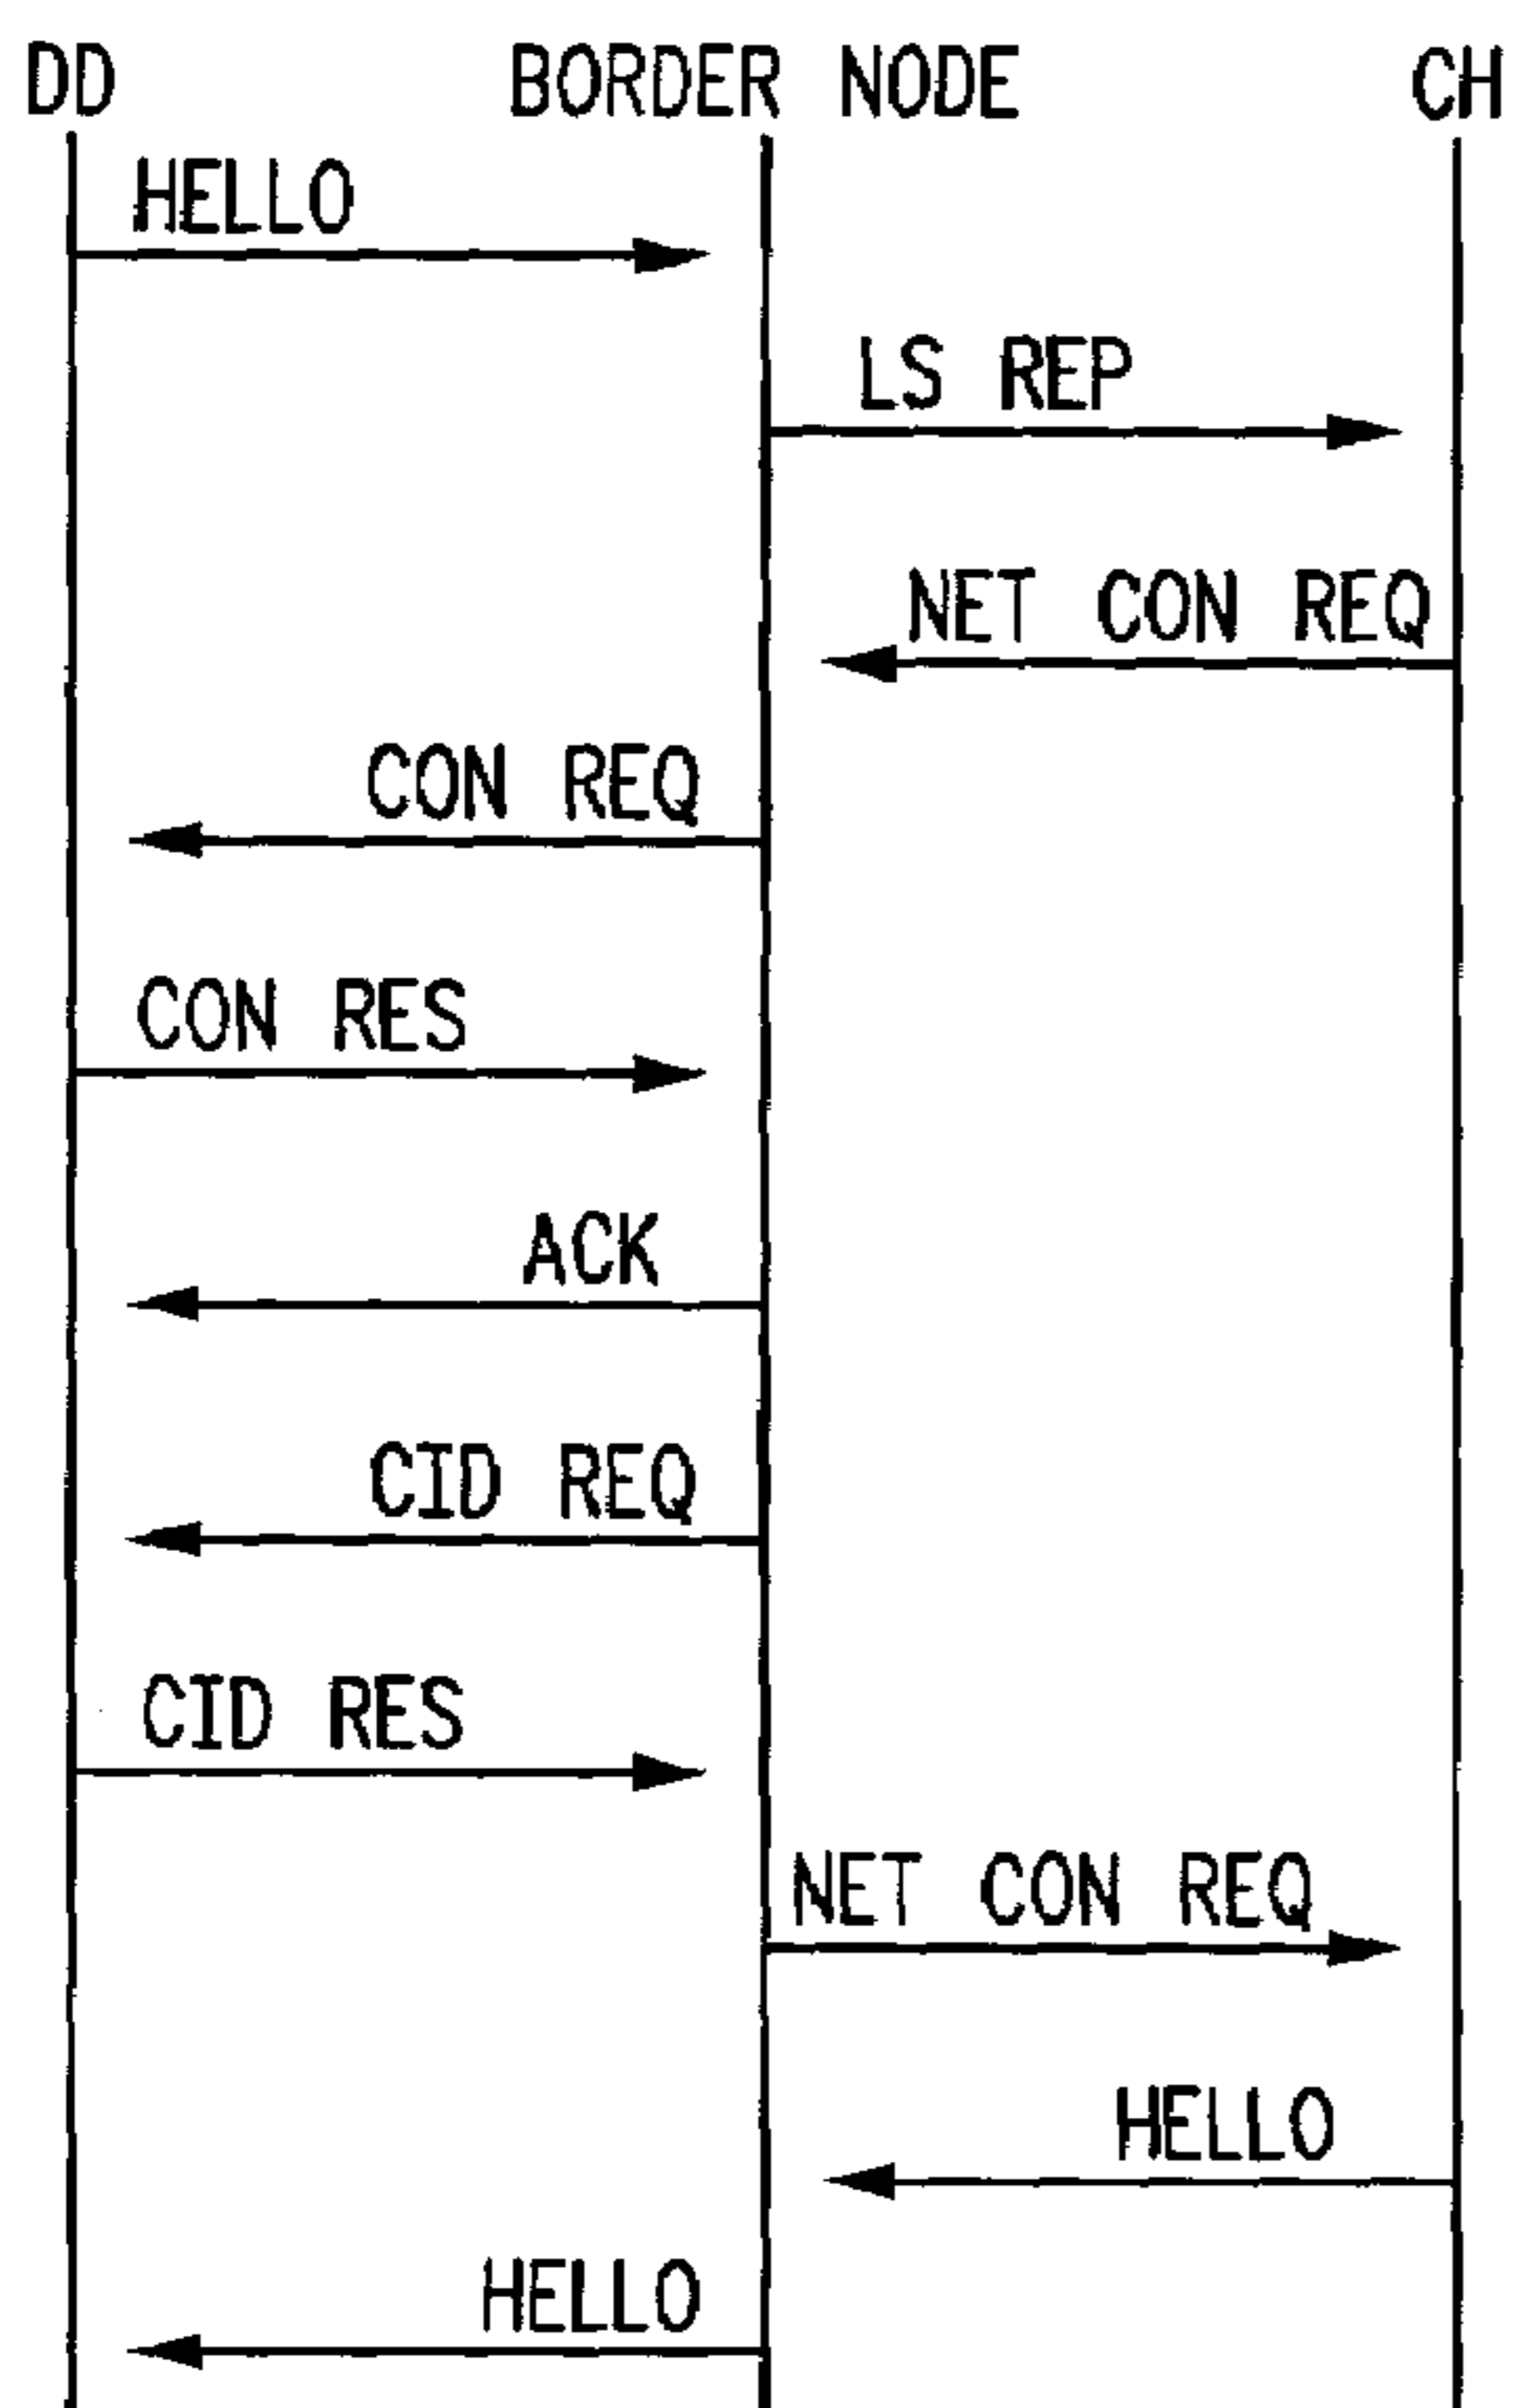 DD BORDER NODE CH
HELLO
LS REP
NET CON REQ
CON REQ
CON RES
ACK
CID REQ
CID RES
NET CON REQ
HELLO
HELLO